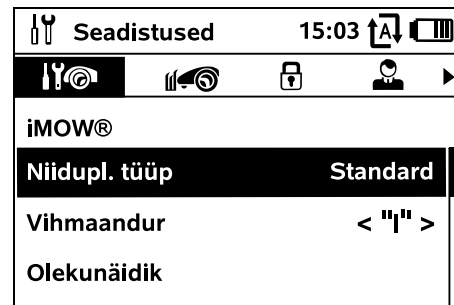 Seadistused 15:03 A
iMOW®
Niidupl. tüüp Standard
Vihmaandur < "|" >
Olekunäidik